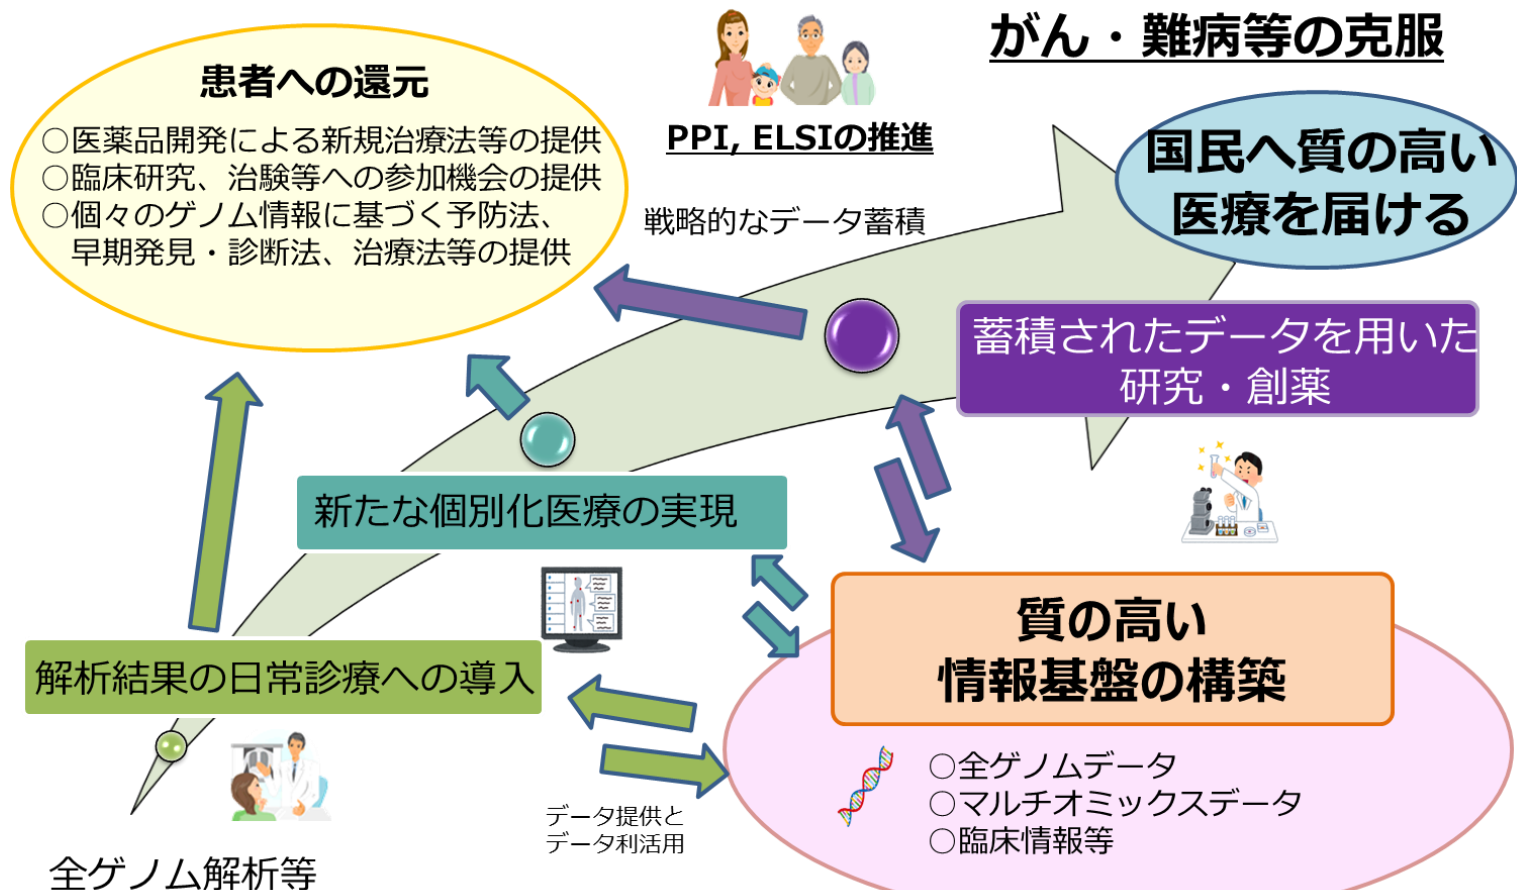 がん・難病等の克服
患者への還元
○医薬品開発による新規治療法等の提供
○臨床研究、治験等への参加機会の提供
○個々のゲノム情報に基づく予防法、
早期発見・診断法、治療法等の提供
PPI, ELSIの推進
国民へ質の高い
医療を届ける
戦略的なデータ蓄積
蓄積されたデータを用いた
研究・創薬
新たな個別化医療の実現
質の高い
情報基盤の構築
解析結果の日常診療への導入
○全ゲノムデータ
○マルチオミックスデータ
○臨床情報等
データ提供と
データ利活用
全ゲノム解析等